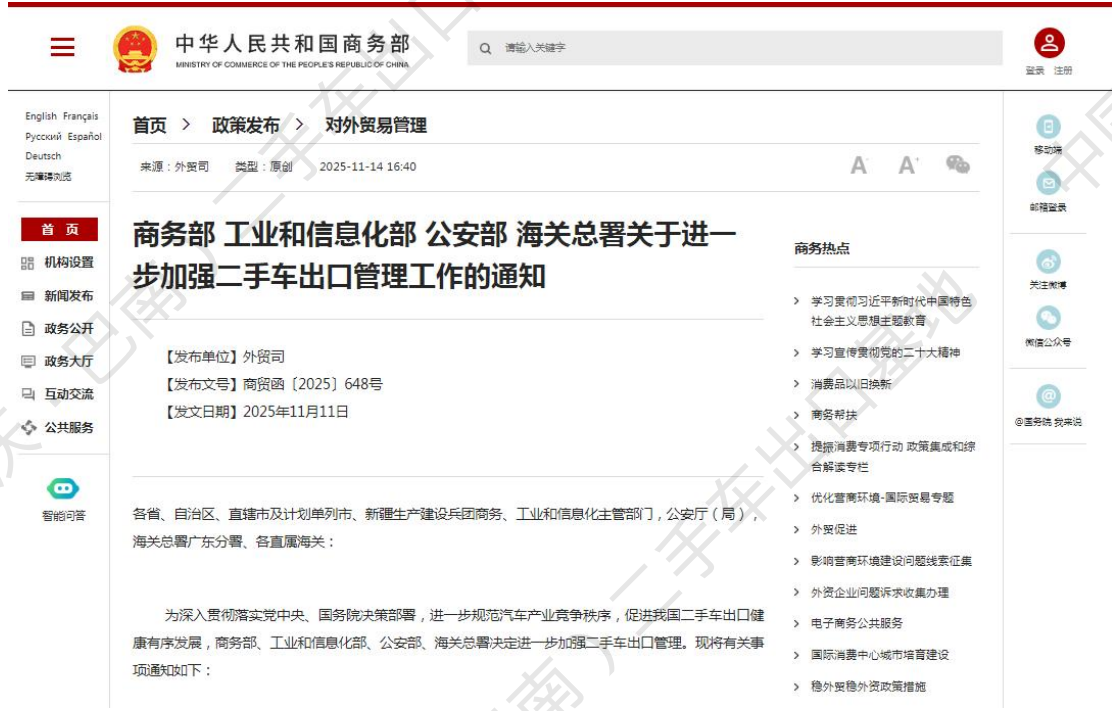 中华人民共和国商务部
MINISTRY OF COMMERCE OF THE PEOPLE'S REPUBLIC OF CHINA
请输入关键字
登录 注册
English Français
Русский Español
Deutsch
无障碍浏览
首 页
机构设置
新闻发布
政务公开
政务大厅
互动交流
公共服务
智能问答
首页 > 政策发布 > 对外贸易管理
来源:外贸司 类型:原创 2025-11-14 16:40
A- A+
商务部 工业和信息化部 公安部 海关总署关于进一
步加强二手车出口管理工作的通知
【发布单位】外贸司
【发布文号】商贸函〔2025〕648号
【发文日期】2025年11月11日
各省、自治区、直辖市及计划单列市、新疆生产建设兵团商务、工业和信息化主管部门,公安厅(局),
海关总署广东分署、各直属海关:
为深入贯彻落实党中央、国务院决策部署,进一步规范汽车产业竞争秩序,促进我国二手车出口健
康有序发展,商务部、工业和信息化部、公安部、海关总署决定进一步加强二手车出口管理。现将有关事
项通知如下:
商务热点
学习贯彻习近平新时代中国特色
社会主义思想主题教育
学习宣传贯彻党的二十大精神
消费品以旧换新
商务帮扶
提振消费专项行动 政策集成和综
合解读专栏
优化营商环境-国际贸易专题
外贸促进
影响营商环境建设问题线索征集
外资企业问题诉求收集办理
电子商务公共服务
国际消费中心城市培育建设
稳外贸稳外资政策措施
移动端
邮箱登录
关注微博
微信公众号
@国务院 我来说
巴南/二手车出口基地